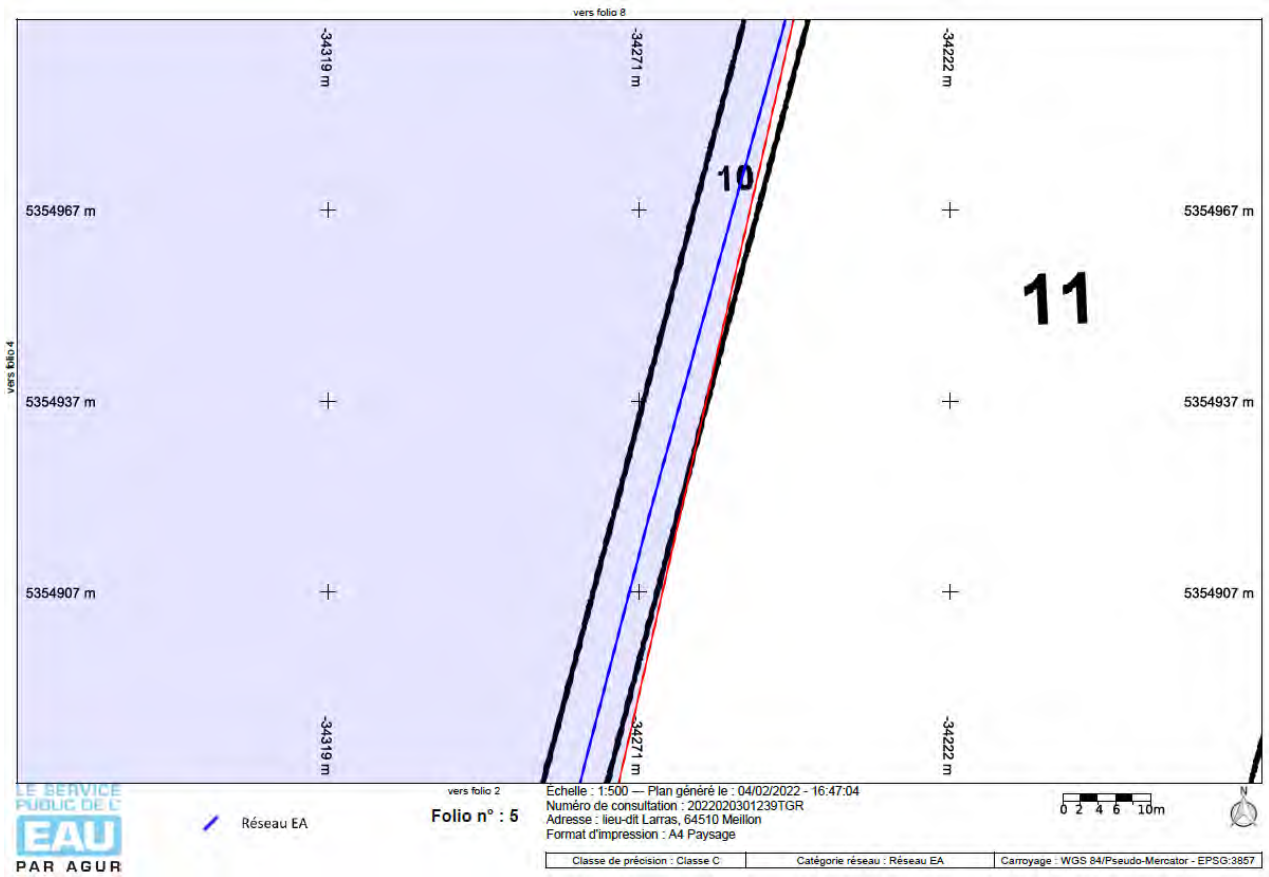 vers folio 8
-34319 m
-34271 m
-34222 m
10
5354967 m
5354967 m
11
vers folio 4
5354937 m
5354937 m
5354907 m
5354907 m
-34319 m
-34271 m
-34222 m
LE SERVICE
PUBLIC DE L'
EAU
PAR AGUR
Réseau EA
vers folio 2
Folio n° : 5
Échelle : 1:500 — Plan généré le : 04/02/2022 - 16:47:04
Numéro de consultation : 2022020301239TGR
Adresse : lieu-dit Larras, 64510 Meillon
Format d'impression : A4 Paysage
0 2 4 6 10m
N
Classe de précision : Classe C
Catégorie réseau : Réseau EA
Carroyage : WGS 84/Pseudo-Mercator - EPSG:3857